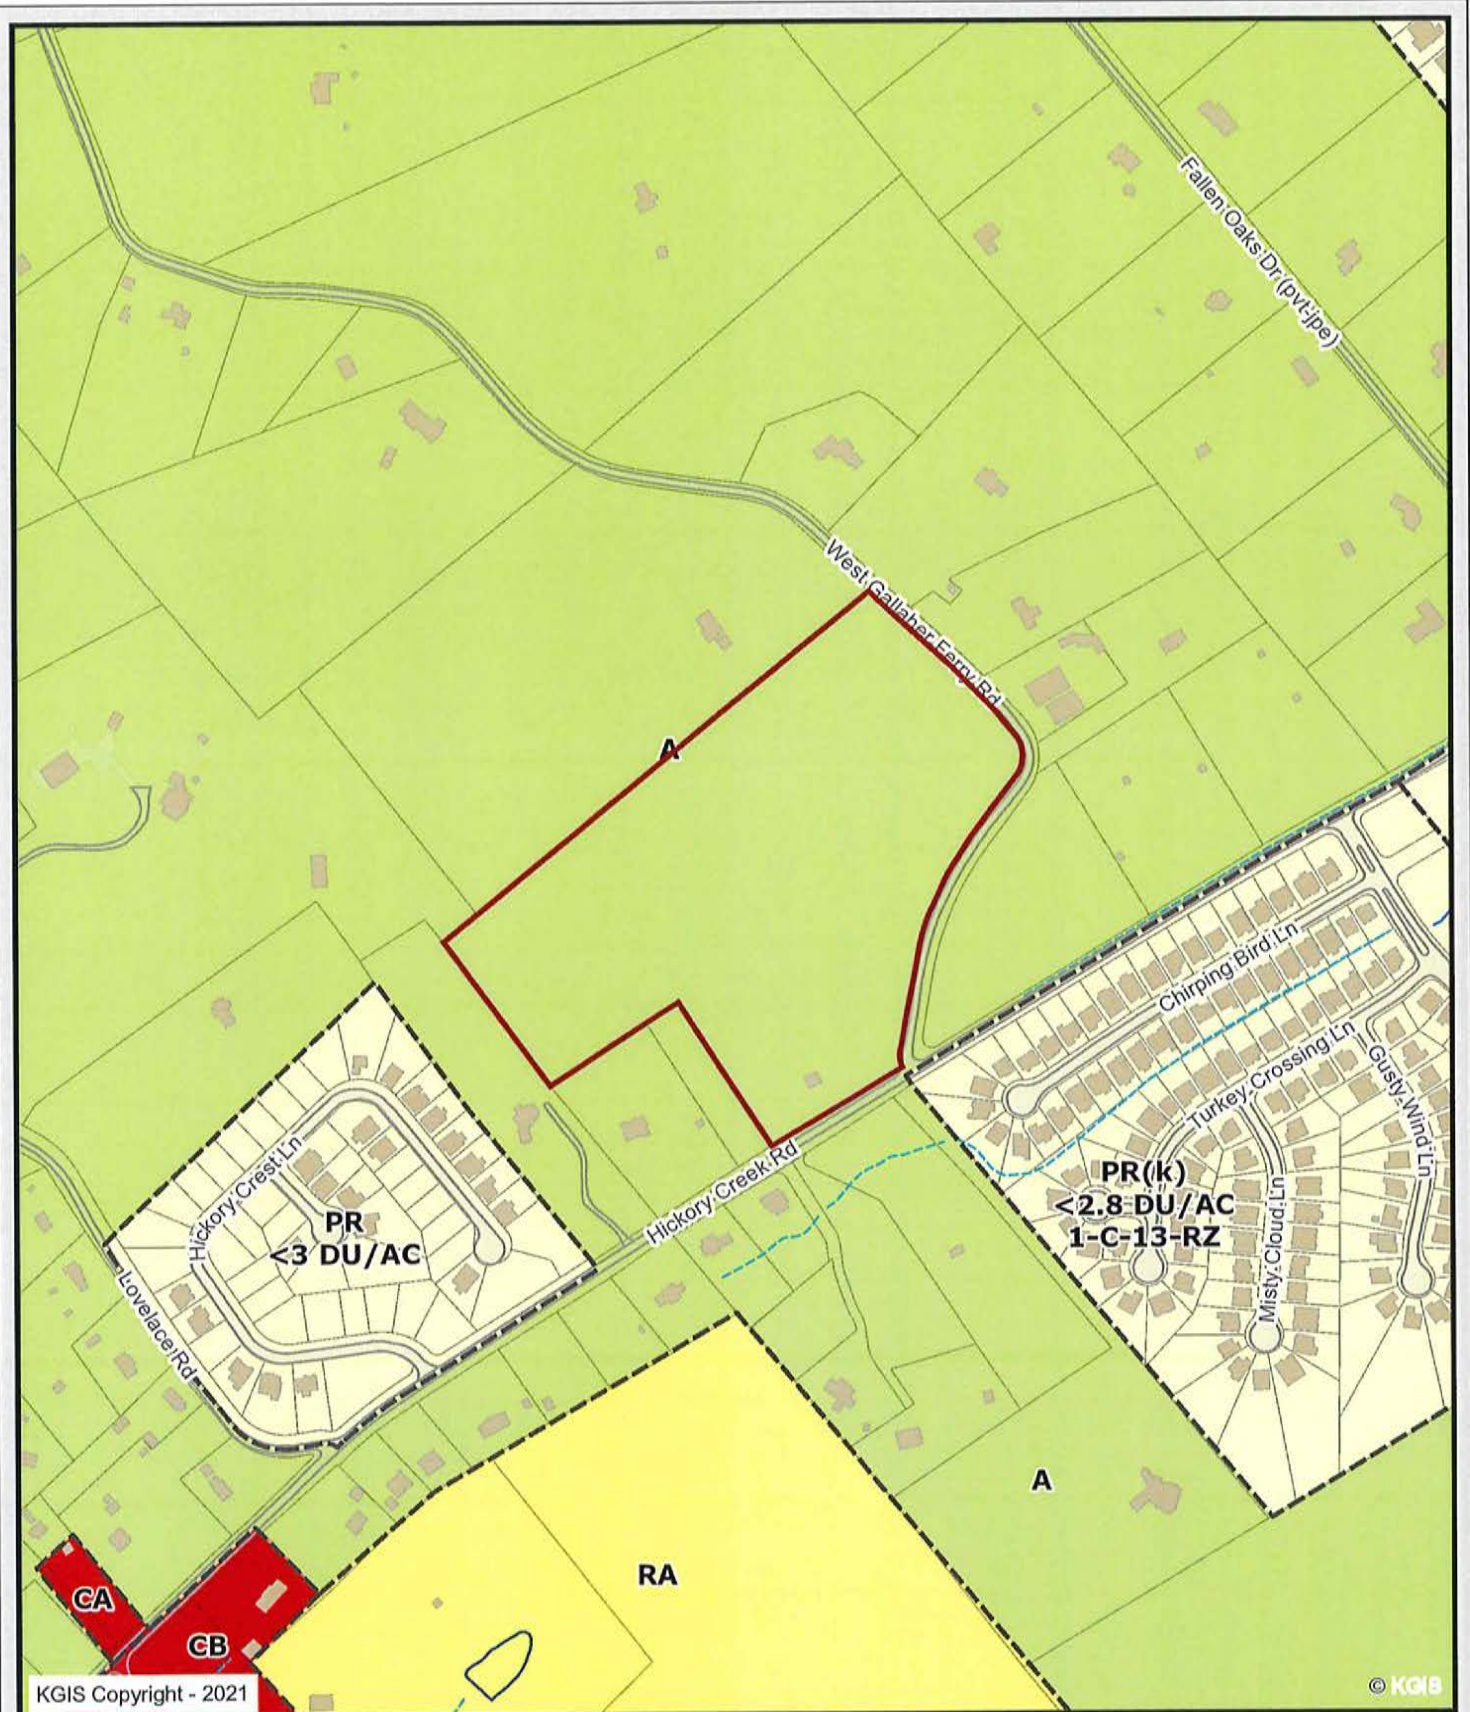 Fallen Oaks Dr (pvt-jpe)
West Gallaher Ferry Rd
A
Chirping Bird Ln
Turkey Crossing Ln
Gusty Wind Ln
Hickory Crest Ln
Hickory Creek Rd
PR(k)
<2.8 DU/AC
1-C-13-RZ
PR
<3 DU/AC
Misty Cloud Ln
Lovelace Rd
A
RA
CA
CB
KGIS Copyright - 2021
© KGIS